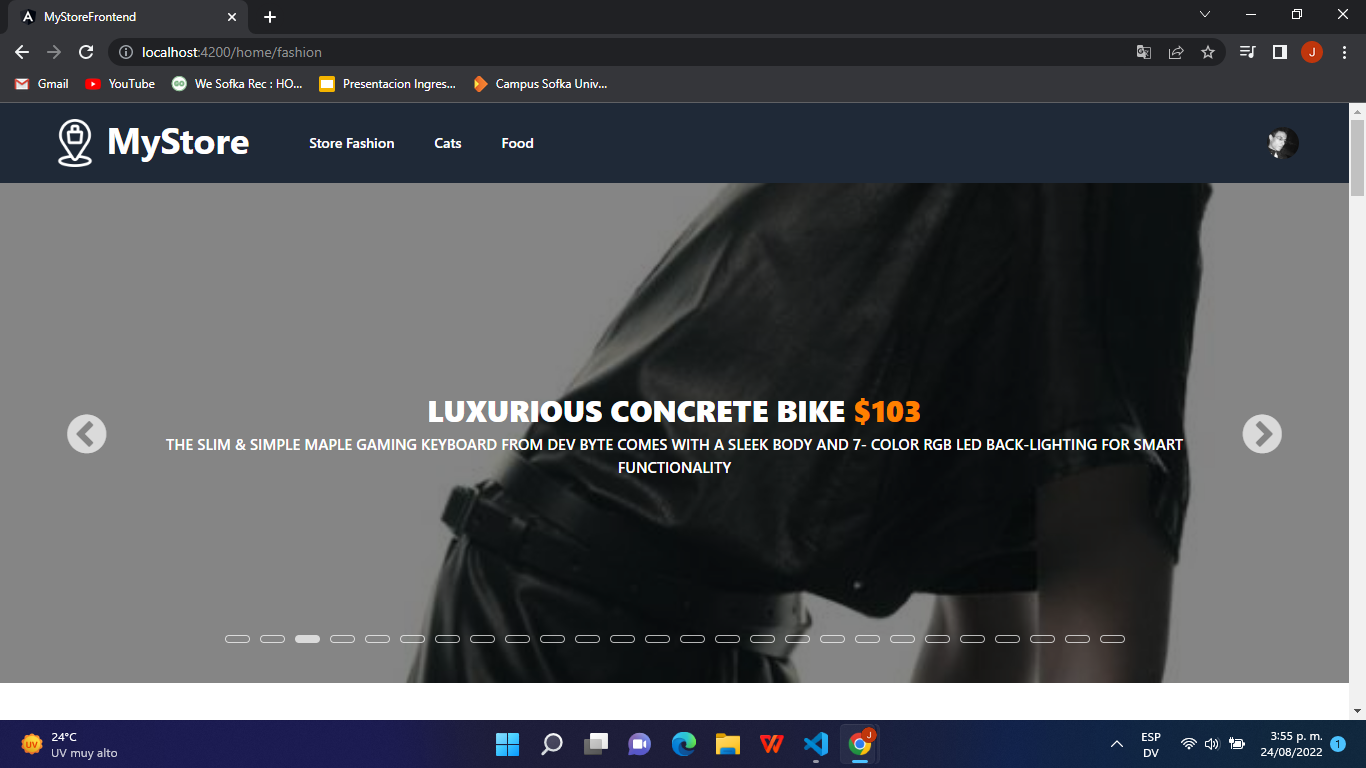 MyStoreFrontend
localhost:4200/home/fashion
Gmail
YouTube
We Sofka Rec : HO...
Presentacion Ingres...
Campus Sofka Univ...
MyStore
Store Fashion
Cats
Food
LUXURIOUS CONCRETE BIKE $103
THE SLIM & SIMPLE MAPLE GAMING KEYBOARD FROM DEV BYTE COMES WITH A SLEEK BODY AND 7- COLOR RGB LED BACK-LIGHTING FOR SMART
FUNCTIONALITY
24°C
UV muy alto
ESP
DV
3:55 p. m.
24/08/2022
1